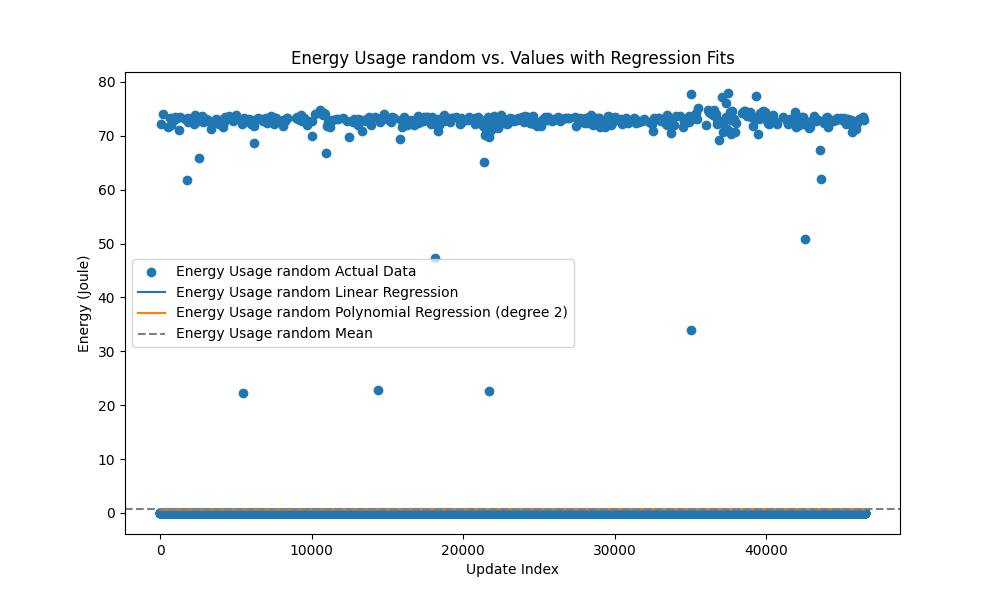 Energy Usage random vs. Values with Regression Fits
80
70
60
50
40
30
20
10
0
Energy (Joule)
Energy Usage random Actual Data
Energy Usage random Linear Regression
Energy Usage random Polynomial Regression (degree 2)
Energy Usage random Mean
0 10000 20000 30000 40000
Update Index